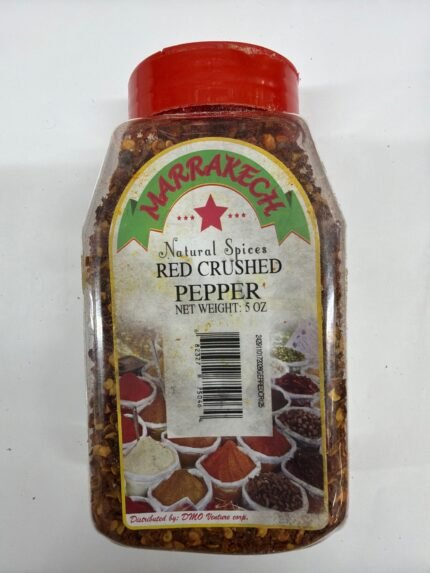 MARRAKECH
Natural Spices
RED CRUSHED
PEPPER
NET WEIGHT: 5 OZ
Distributed by: DMO Venture corp.